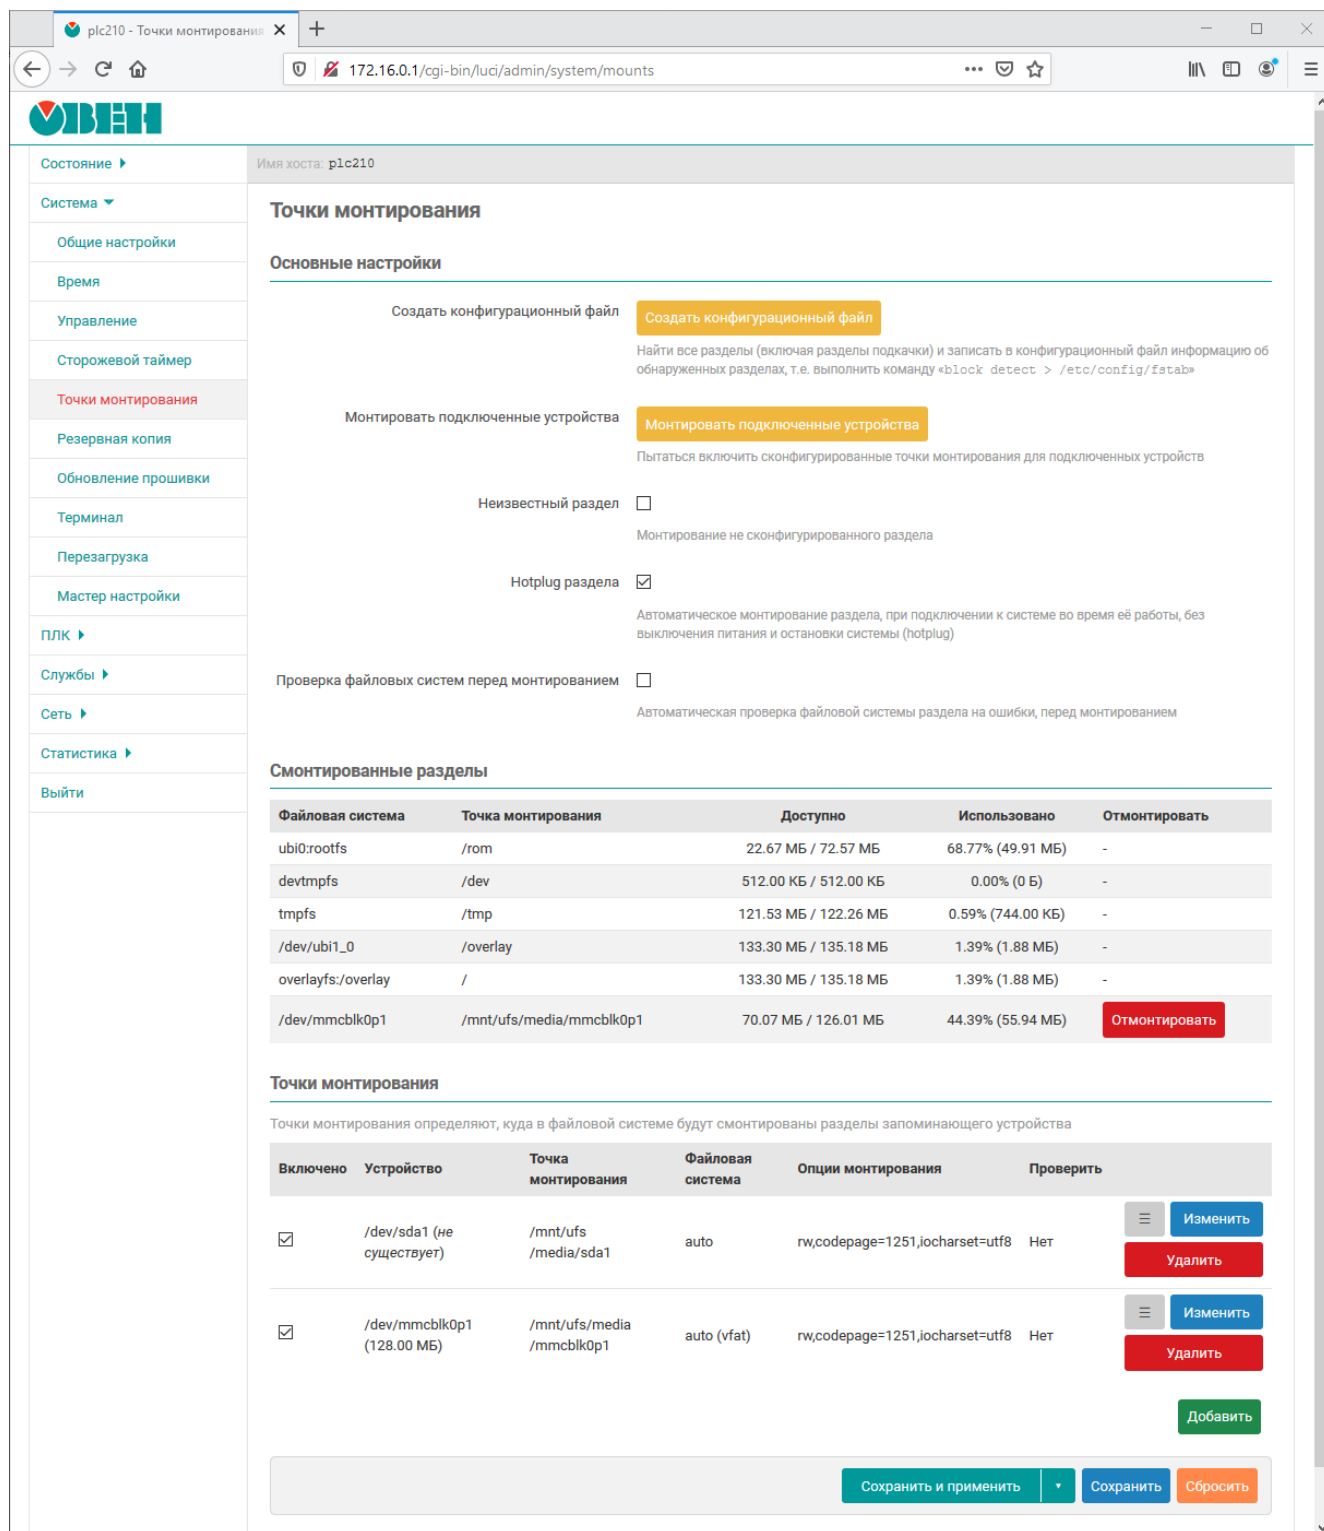 plc210 - Точки монтирования
172.16.0.1/cgi-bin/luci/admin/system/mounts
ОВЕН
Имя хоста: plc210
Состояние
Система
Общие настройки
Время
Управление
Сторожевой таймер
Точки монтирования
Резервная копия
Обновление прошивки
Терминал
Перезагрузка
Мастер настройки
ПЛК
Службы
Сеть
Статистика
Выйти
Точки монтирования
Основные настройки
Создать конфигурационный файл Создать конфигурационный файл
Найти все разделы (включая разделы подкачки) и записать в конфигурационный файл информацию об
обнаруженных разделах, т.е. выполнить команду «block detect > /etc/config/fstab»
Монтировать подключенные устройства Монтировать подключенные устройства
Пытаться включить сконфигурированные точки монтирования для подключенных устройств
Неизвестный раздел
Монтирование не сконфигурированного раздела
Hotplug раздела
Автоматическое монтирование раздела, при подключении к системе во время её работы, без
выключения питания и остановки системы (hotplug)
Проверка файловых систем перед монтированием
Автоматическая проверка файловой системы раздела на ошибки, перед монтированием
Смонтированные разделы
Файловая система Точка монтирования Доступно Использовано Отмонтировать
ubi0:rootfs /rom 22.67 МБ / 72.57 МБ 68.77% (49.91 МБ) -
devtmpfs /dev 512.00 КБ / 512.00 КБ 0.00% (0 Б) -
tmpfs /tmp 121.53 МБ / 122.26 МБ 0.59% (744.00 КБ) -
/dev/ubi1_0 /overlay 133.30 МБ / 135.18 МБ 1.39% (1.88 МБ) -
overlayfs:/overlay / 133.30 МБ / 135.18 МБ 1.39% (1.88 МБ) -
/dev/mmcblk0p1 /mnt/ufs/media/mmcblk0p1 70.07 МБ / 126.01 МБ 44.39% (55.94 МБ) Отмонтировать
Точки монтирования
Точки монтирования определяют, куда в файловой системе будут смонтированы разделы запоминающего устройства
Включено Устройство Точка монтирования Файловая система Опции монтирования Проверить
/dev/sda1 (не существует) /mnt/ufs /media/sda1 auto rw,codepage=1251,iocharset=utf8 Нет Изменить
Удалить
/dev/mmcblk0p1 (128.00 МБ) /mnt/ufs/media /mmcblk0p1 auto (vfat) rw,codepage=1251,iocharset=utf8 Нет Изменить
Удалить
Добавить
Сохранить и применить Сохранить Сбросить